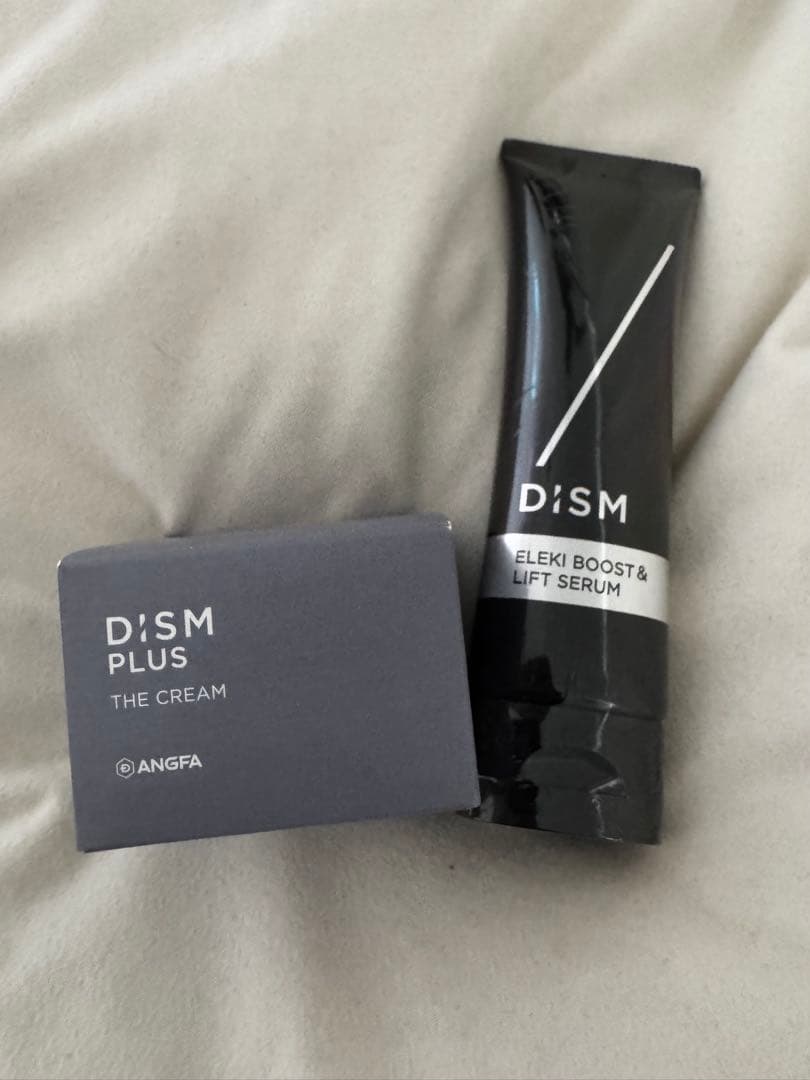 DISM
PLUS
THE CREAM
ANGFA
DISM
ELEKI BOOST &
LIFT SERUM